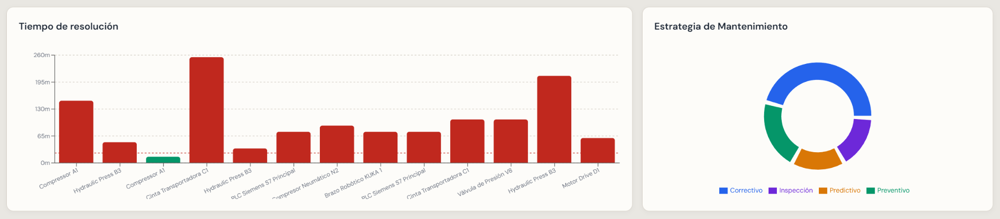 Tiempo de resolución
260m
195m
130m
65m
0m
Compressor A1
Hydraulic Press B3
Compressor A1
Cinta Transportadora C1
Hydraulic Press B3
PLC Siemens S7 Principal
ompresor Neumático N2
Brazo Robótico KUKA 1
PLC Siemens S7 Principal
Cinta Transportadora C1
Válvula de Presión V8
Hydraulic Press B3
Motor Drive D1
Estrategia de Mantenimiento
Correctivo Inspección Predictivo Preventivo